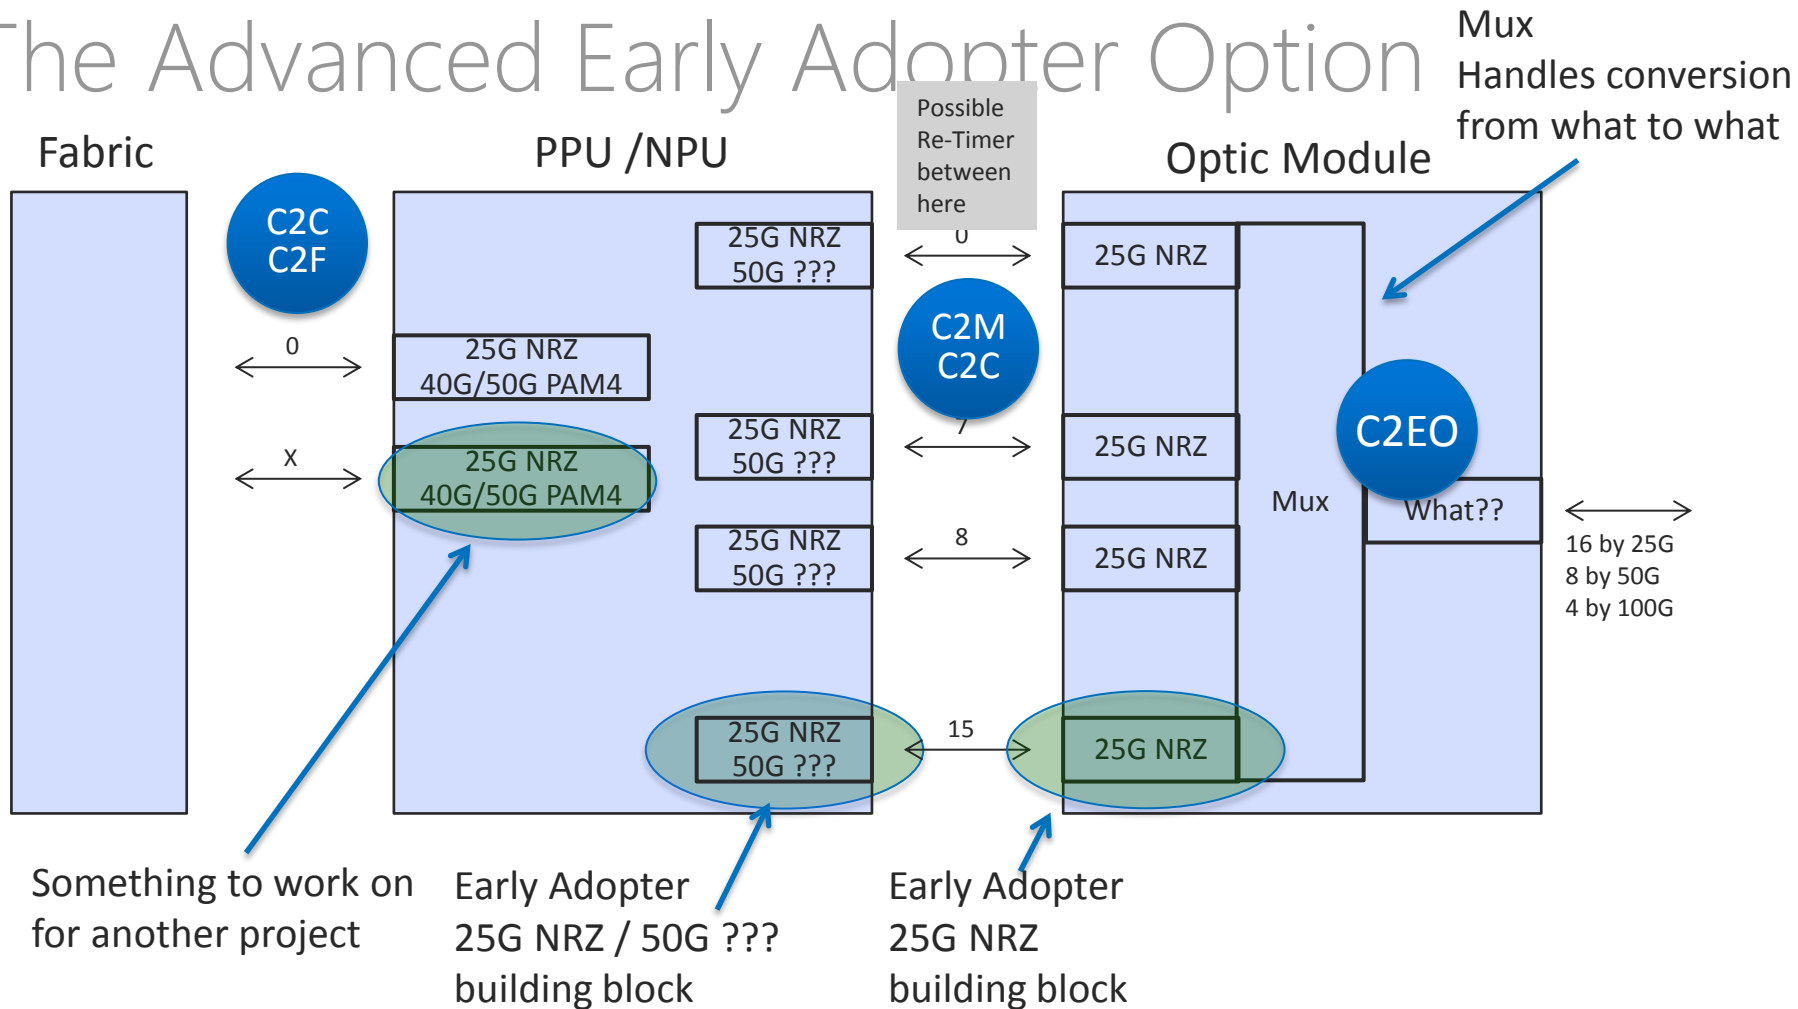 The Advanced Early Adopter Option
Mux
Handles conversion
from what to what
Possible
Re-Timer
between
here
Fabric
PPU /NPU
Optic Module
C2C
C2F
0
X
25G NRZ
40G/50G PAM4
25G NRZ
40G/50G PAM4
25G NRZ
50G ???
25G NRZ
50G ???
25G NRZ
50G ???
25G NRZ
50G ???
0
C2M
C2C
7
8
15
25G NRZ
25G NRZ
25G NRZ
25G NRZ
Mux
C2EO
What??
16 by 25G
8 by 50G
4 by 100G
Something to work on
for another project
Early Adopter
25G NRZ / 50G ???
building block
Early Adopter
25G NRZ
building block